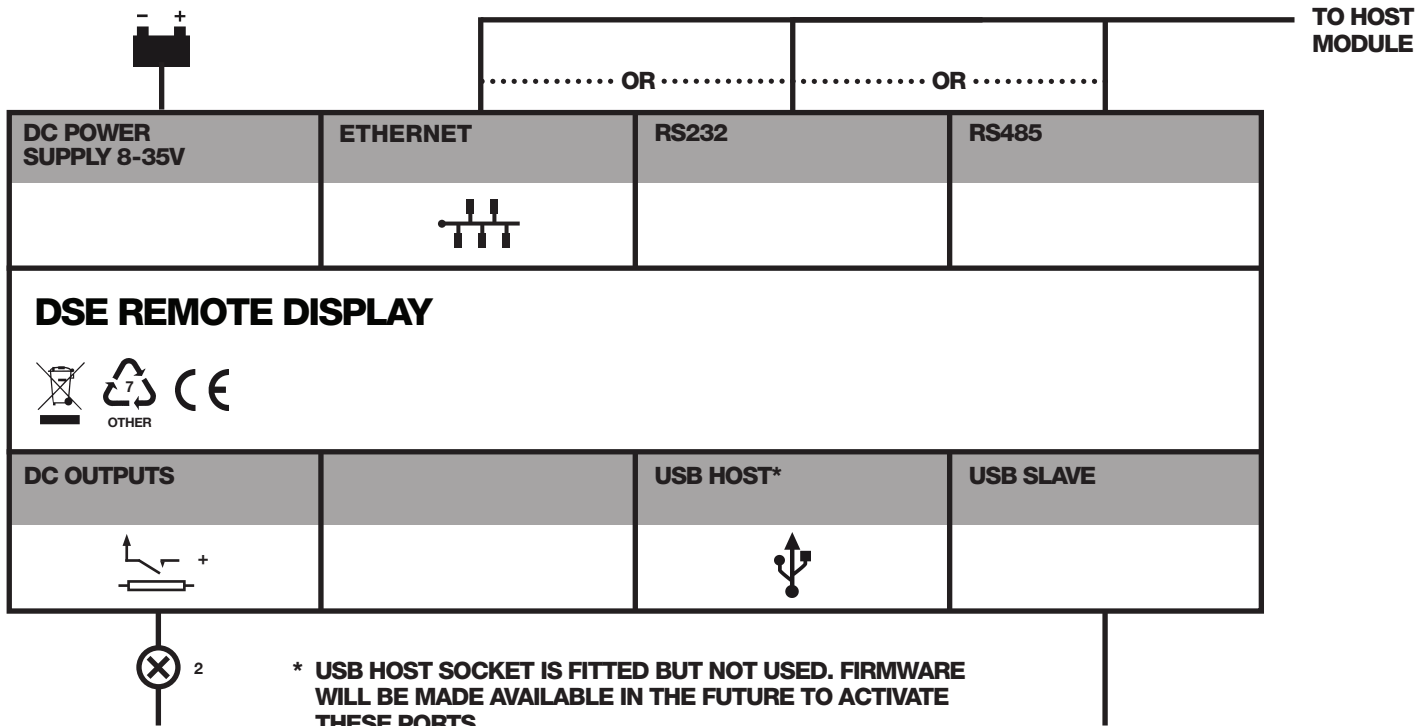 - +
TO HOST
MODULE
OR OR
DC POWER
SUPPLY 8-35V
ETHERNET
RS232
RS485
DSE REMOTE DISPLAY
7
OTHER
CE
DC OUTPUTS
USB HOST*
USB SLAVE
+
2
* USB HOST SOCKET IS FITTED BUT NOT USED. FIRMWARE
WILL BE MADE AVAILABLE IN THE FUTURE TO ACTIVATE
THESE PORTS